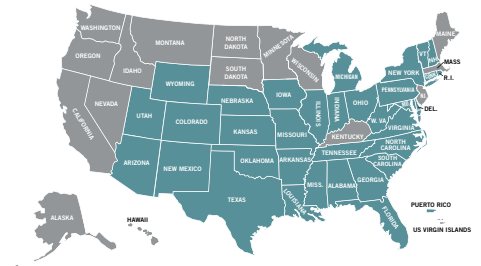 WASHINGTON
OREGON
CALIFORNIA
NEVADA
IDAHO
MONTANA
WYOMING
UTAH
ARIZONA
COLORADO
NEW MEXICO
NORTH
DAKOTA
SOUTH
DAKOTA
NEBRASKA
KANSAS
OKLAHOMA
TEXAS
MINNESOTA
IOWA
MISSOURI
ARKANSAS
LOUISIANA
WISCONSIN
ILLINOIS
MICHIGAN
INDIANA
OHIO
KENTUCKY
TENNESSEE
MISS.
ALABAMA
GEORGIA
FLORIDA
SOUTH
CAROLINA
NORTH
CAROLINA
VIRGINIA
W. VA
PENNSYLVANIA
NEW YORK
VT
MAINE
MASS
R.I.
NJ
DEL.
ALASKA
HAWAII
PUERTO RICO
US VIRGIN ISLANDS